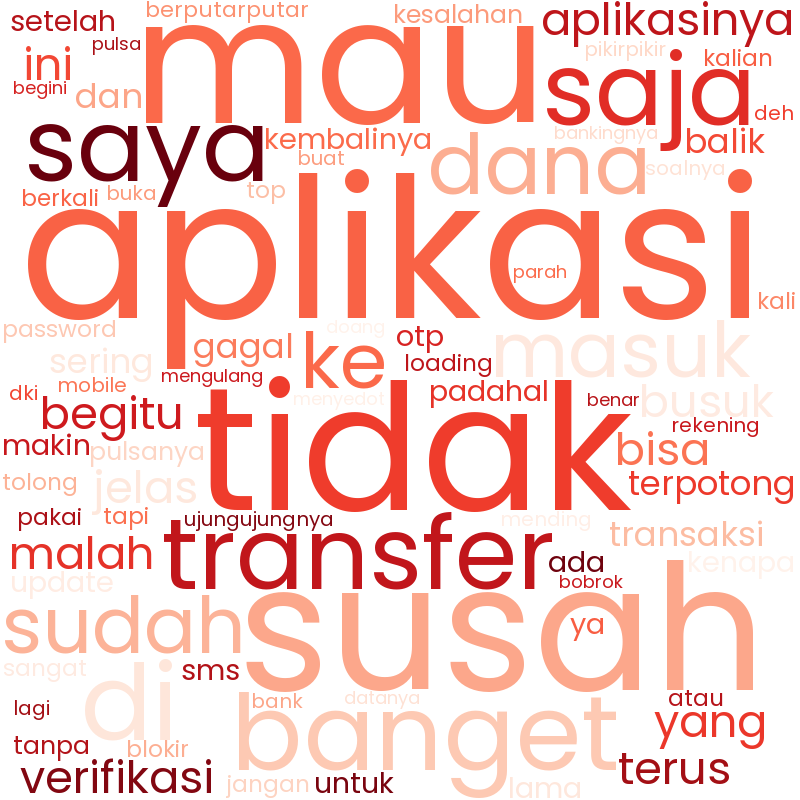 setelah
berputarputar
kesalahan
aplikasinya
mau
pulsa
pikirpikir
ini
kalian
begini
dan
saja
deh
saya
kembalinya
bankingnya
balik
buat
dana
soalnya
berkali
buka
top
aplikasi
parah
kali
password
doang
otp
masuk
sering
gagal
ke
loading
mengulang
dki
mobile
menyedot
padahal
benar
busuk
begitu
tidak
rekening
makin
pulsanya
bisa
tolong
jelas
terpotong
pakai
tapi
ujungujungnya
mending
transaksi
malah
transfer
ada
kenapa
update
bobrok
sudah
susah
ya
sangat
di
sms
lagi
bank
datanya
atau
banget
yang
tanpa
blokir
verifikasi
jangan
untuk
terus
lama